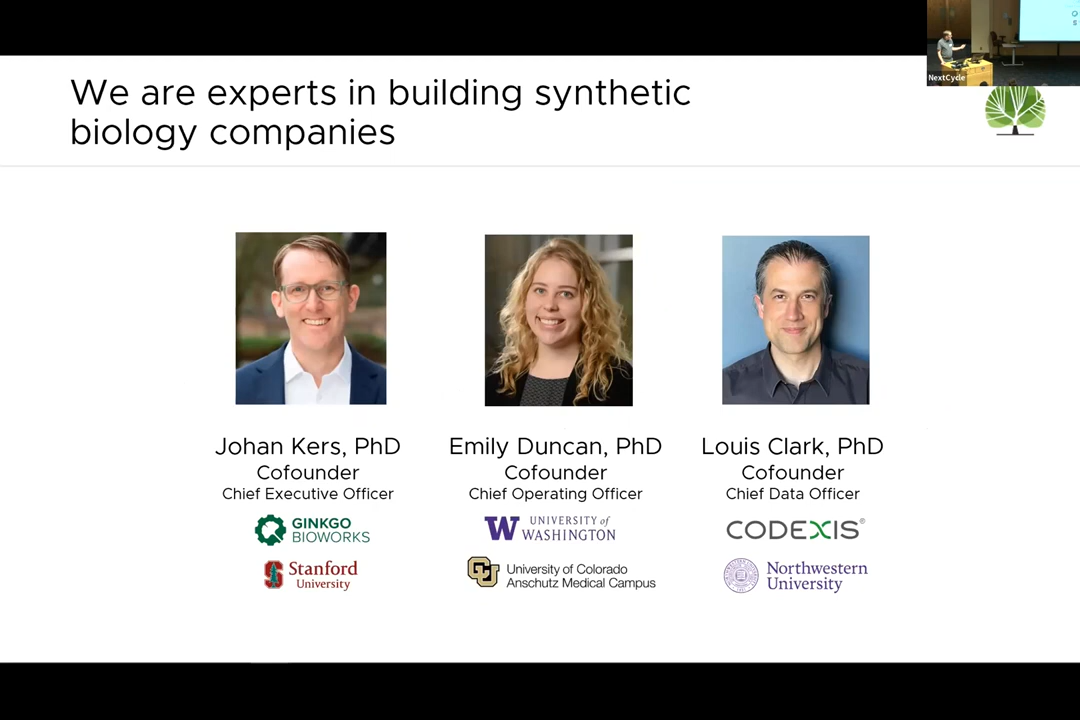 We are experts in building synthetic
biology companies
NextCycle
Johan Kers, PhD
Cofounder
Chief Executive Officer
GINKGO
BIOWORKS
Stanford
University
Emily Duncan, PhD
Cofounder
Chief Operating Officer
W UNIVERSITY of
WASHINGTON
CU University of Colorado
Anschutz Medical Campus
Louis Clark, PhD
Cofounder
Chief Data Officer
CODEXIS®
Northwestern
University